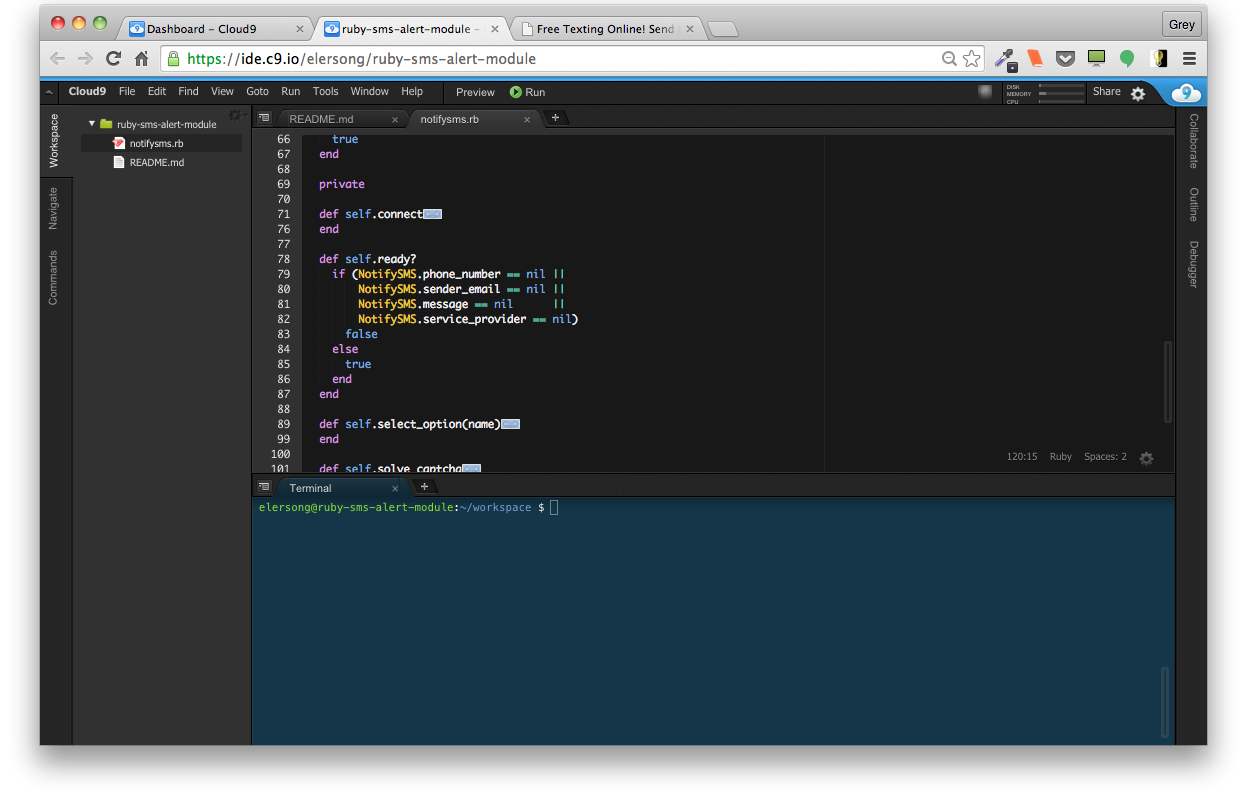 Dashboard – Cloud9 ruby-sms-alert-module – Free Texting Online! Send Grey
https://ide.c9.io/elersong/ruby-sms-alert-module
Cloud9 File Edit Find View Goto Run Tools Window Help Preview Run DISK MEMORY CPU Share
Workspace
Navigate
Commands
ruby-sms-alert-module
notifysms.rb
README.md
README.md notifysms.rb
66 true
67 end
68
69 private
70
71 def self.connect
76 end
77
78 def self.ready?
79 if (NotifySMS.phone_number == nil ||
80 NotifySMS.sender_email == nil ||
81 NotifySMS.message == nil ||
82 NotifySMS.service_provider == nil)
83 false
84 else
85 true
86 end
87 end
88
89 def self.select_option(name)
99 end
100
101 def self.solve_captcha
120:15 Ruby Spaces: 2
Collaborate
Outline
Debugger
Terminal
elersong@ruby-sms-alert-module:~/workspace $